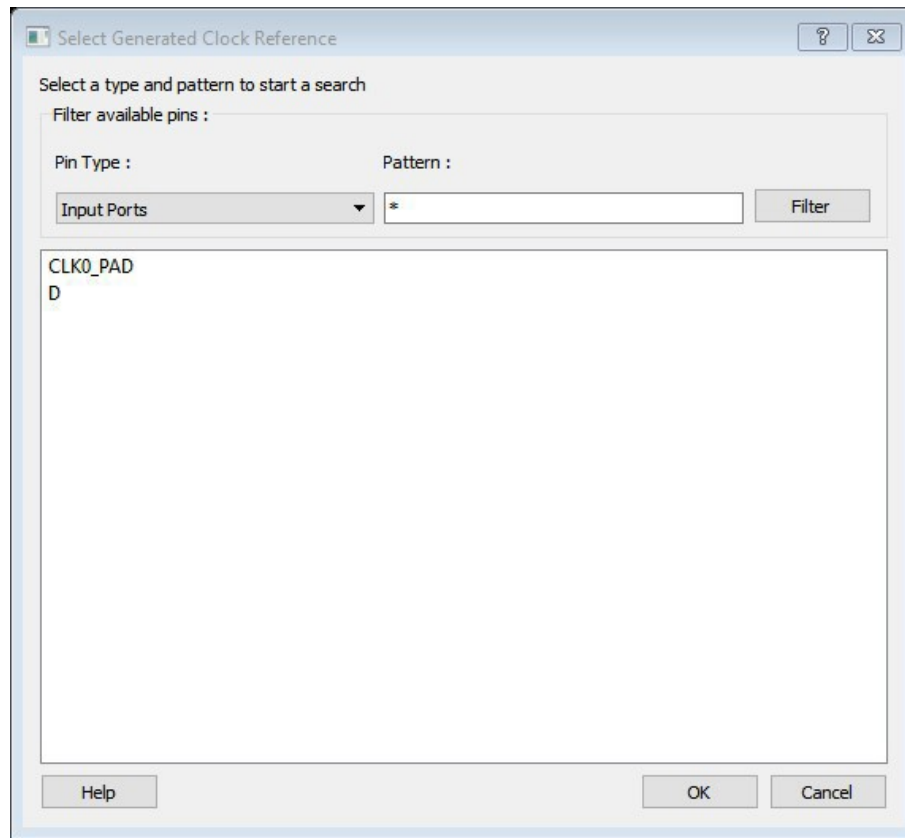 Select Generated Clock Reference
Select a type and pattern to start a search
Filter available pins :
Pin Type :
Pattern :
Input Ports
*
Filter
CLK0_PAD
D
Help
OK
Cancel